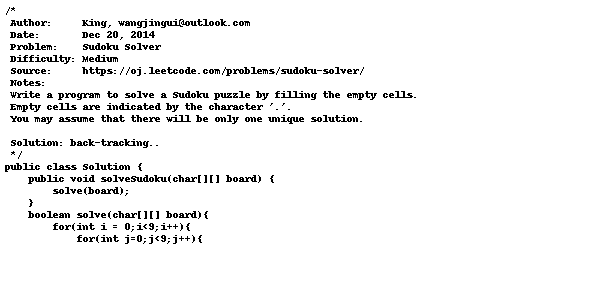 /*
 Author:     King, wangjingui@outlook.com
 Date:       Dec 20, 2014
 Problem:    Sudoku Solver
 Difficulty: Medium
 Source:     https://oj.leetcode.com/problems/sudoku-solver/
 Notes:
 Write a program to solve a Sudoku puzzle by filling the empty cells.
 Empty cells are indicated by the character '.'.
 You may assume that there will be only one unique solution.

 Solution: back-tracking..
 */
public class Solution {
    public void solveSudoku(char[][] board) {
        solve(board);
    }
    boolean solve(char[][] board){
        for(int i = 0;i<9;i++){
            for(int j=0;j<9;j++){